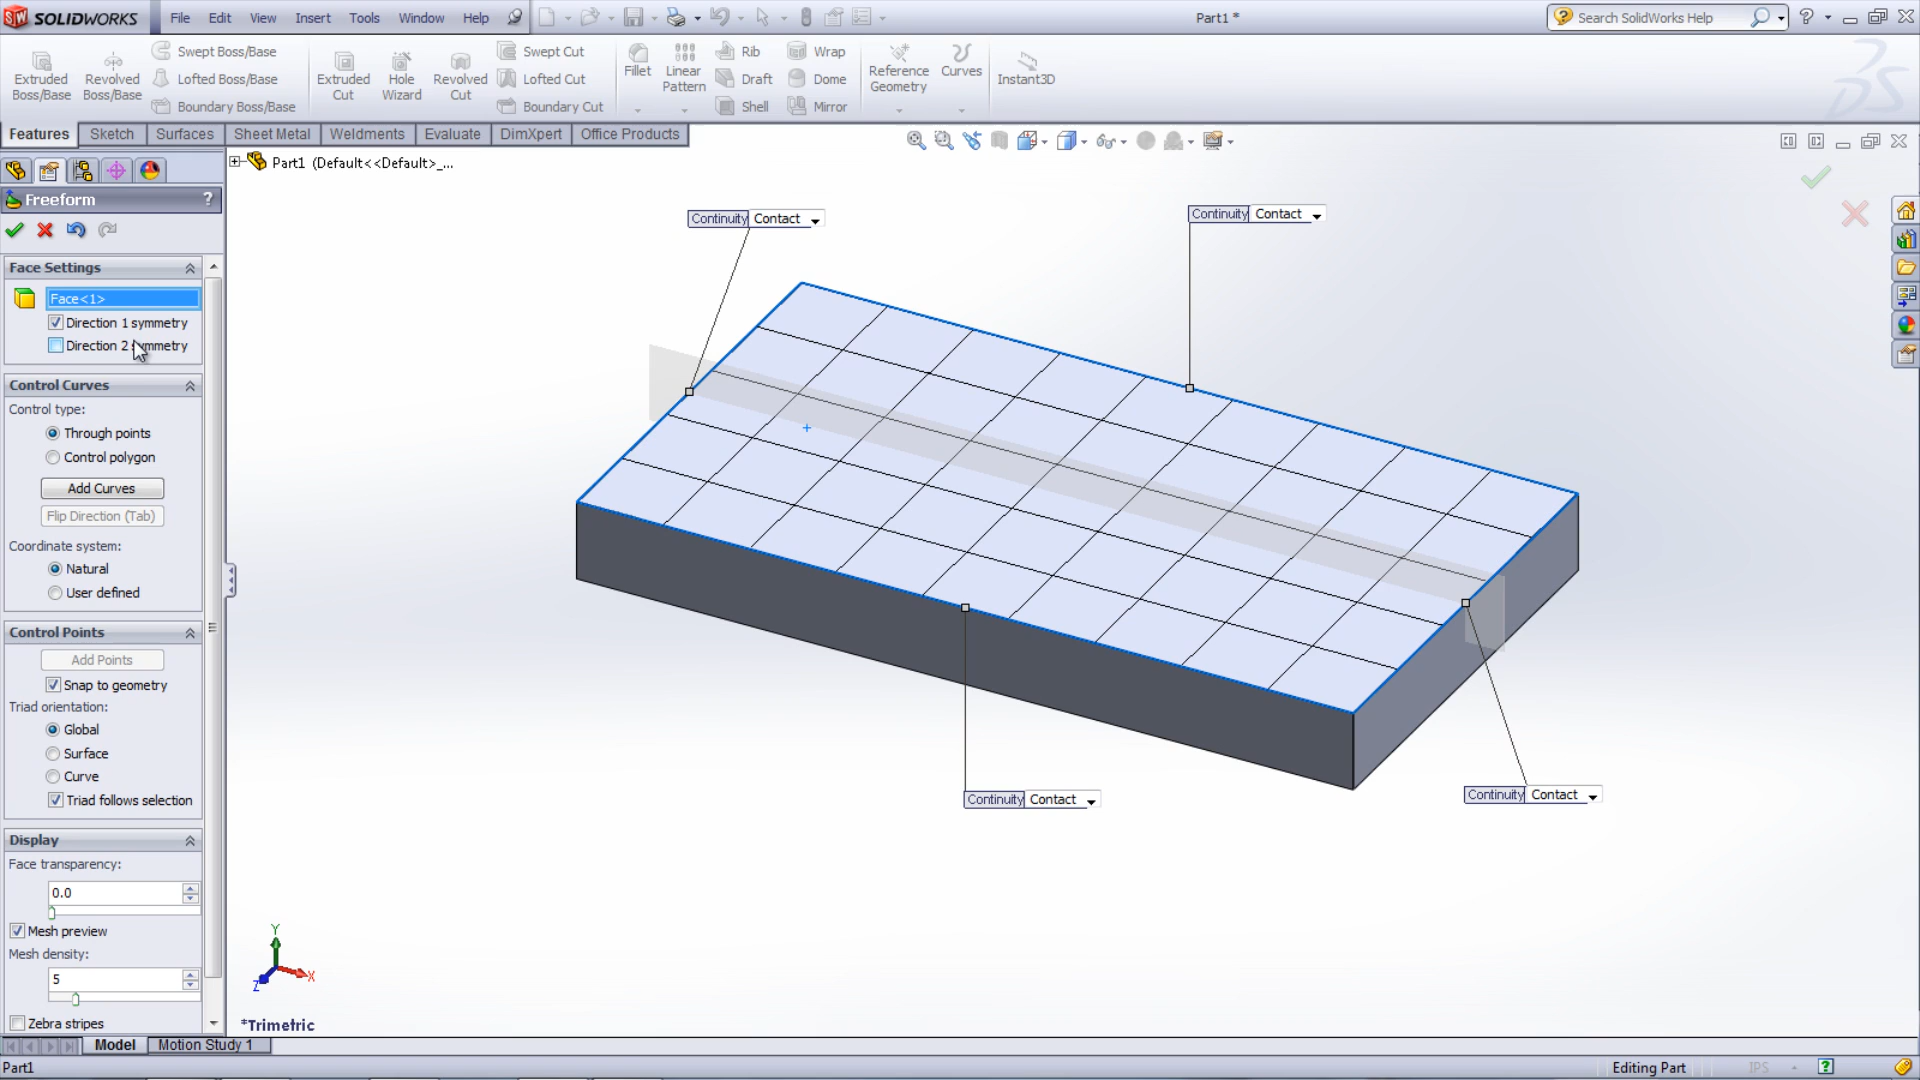 SOLIDWORKS File Edit View Insert Tools Window Help Part1 * Search SolidWorks Help
Extruded Boss/Base
Revolved Boss/Base
Swept Boss/Base
Lofted Boss/Base
Boundary Boss/Base
Extruded Cut
Hole Wizard
Revolved Cut
Swept Cut
Lofted Cut
Boundary Cut
Fillet
Linear Pattern
Rib
Draft
Shell
Wrap
Dome
Mirror
Reference Geometry
Curves
Instant3D
Features Sketch Surfaces Sheet Metal Weldments Evaluate DimXpert Office Products
Part1 (Default<<Default>_...
Freeform ?
Face Settings
Face<1>
Direction 1 symmetry
Direction 2 symmetry
Control Curves
Control type:
Through points
Control polygon
Add Curves
Flip Direction (Tab)
Coordinate system:
Natural
User defined
Control Points
Add Points
Snap to geometry
Triad orientation:
Global
Surface
Curve
Triad follows selection
Display
Face transparency:
0.0
Mesh preview
Mesh density:
5
Zebra stripes
Continuity Contact
Continuity Contact
Continuity Contact
Continuity Contact
Y
X
Z
*Trimetric
Model Motion Study 1
Part1 Editing Part IPS